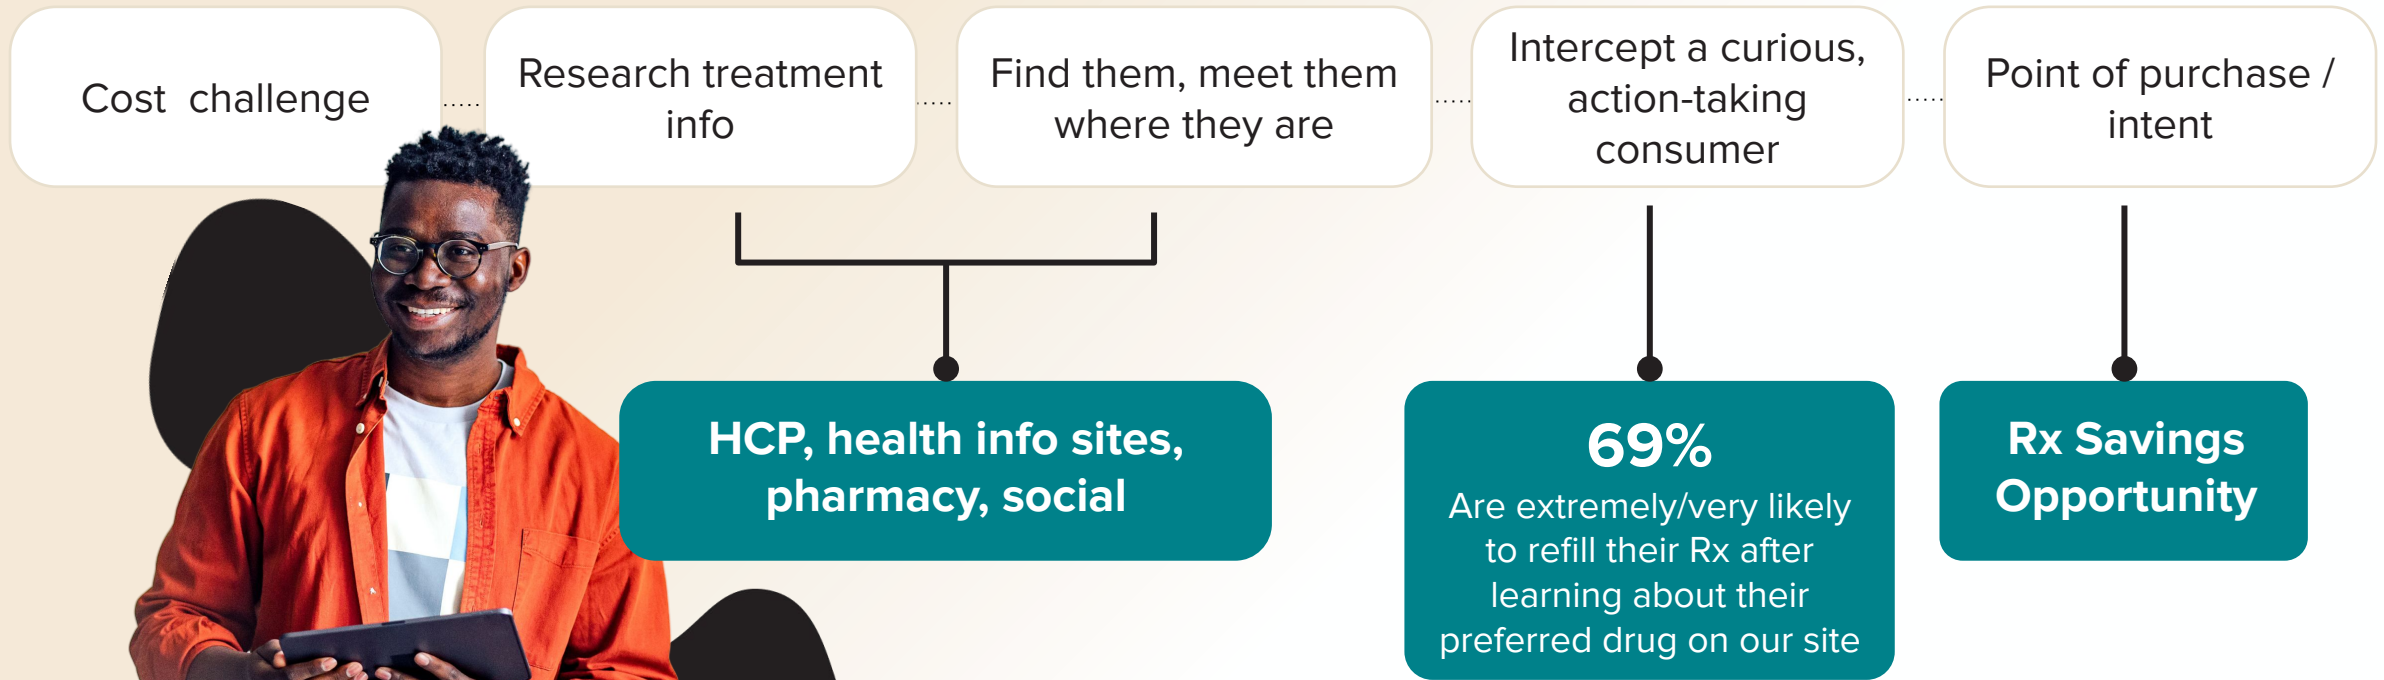 Cost challenge
Research treatment
info
Find them, meet them
where they are
Intercept a curious,
action-taking
consumer
Point of purchase /
intent
HCP, health info sites,
pharmacy, social
69%
Are extremely/very likely
to refill their Rx after
learning about their
preferred drug on our site
Rx Savings
Opportunity